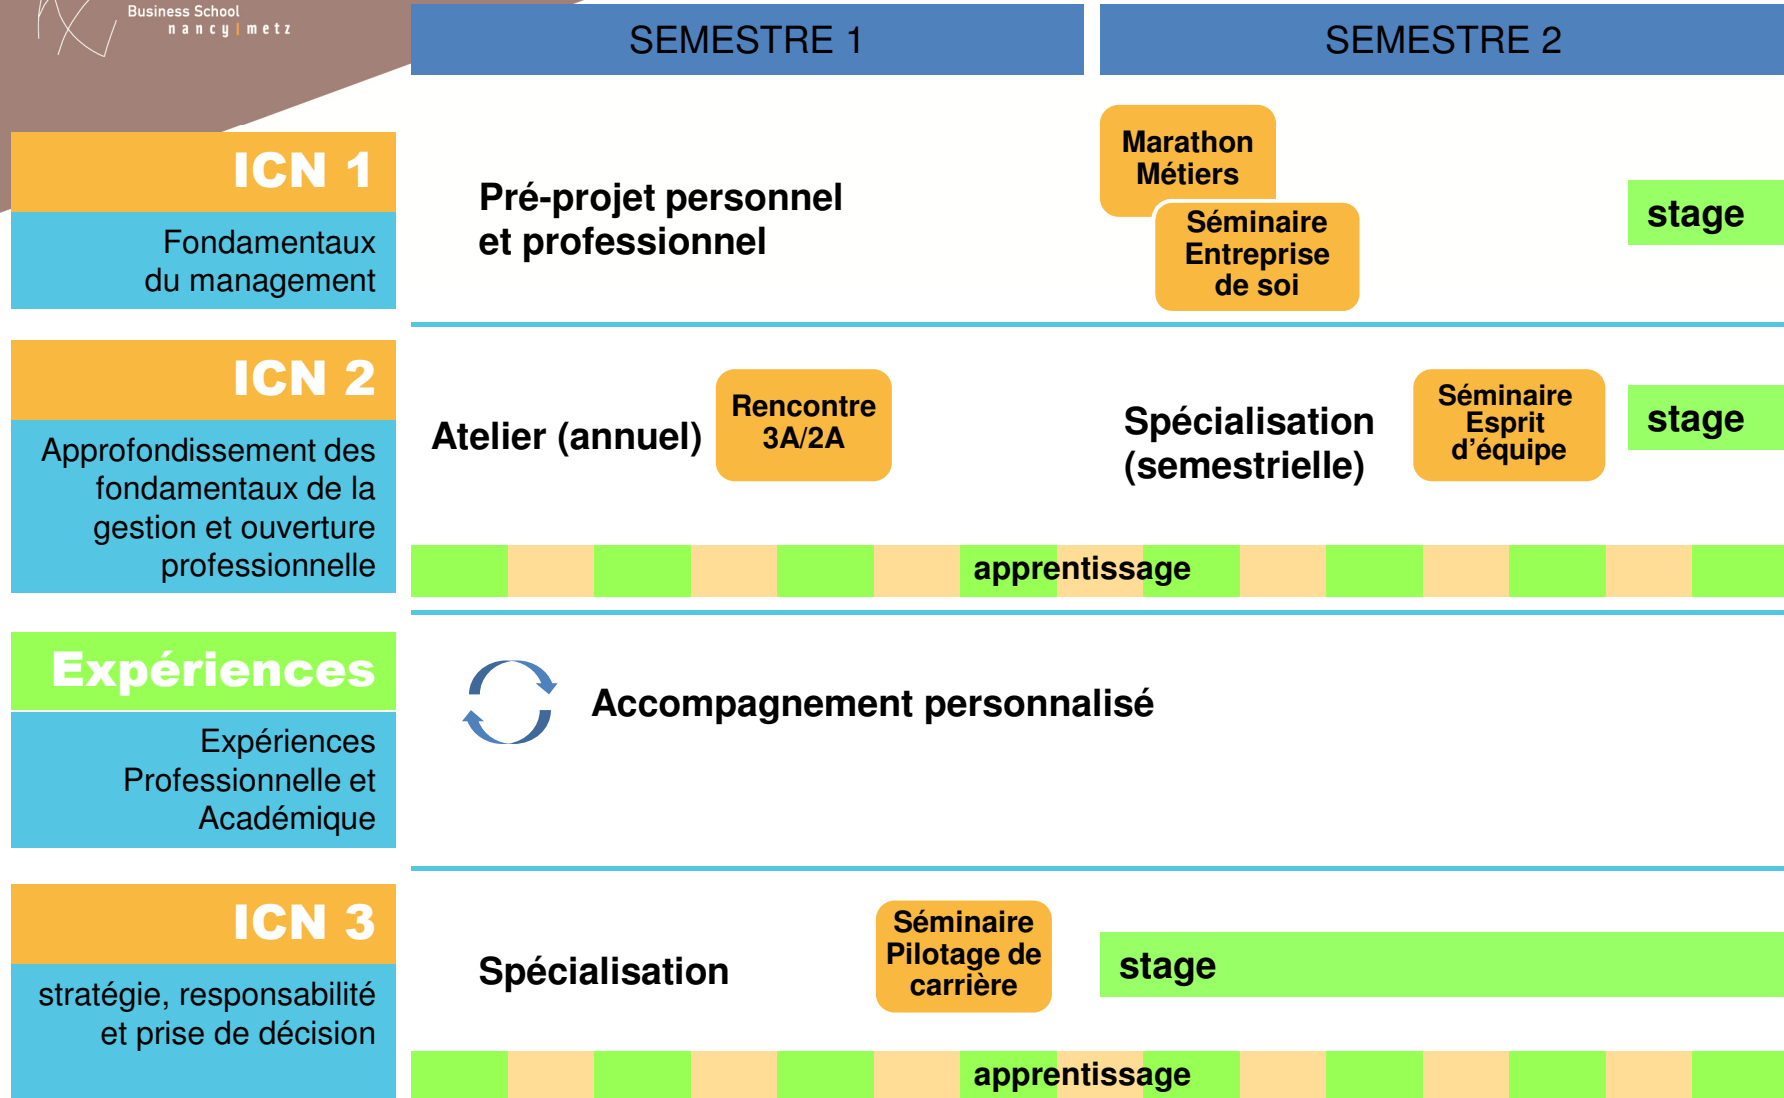 Business School
nancy|metz
SEMESTRE 1
SEMESTRE 2
ICN 1
Fondamentaux
du management
Pré-projet personnel
et professionnel
Marathon
Métiers
Séminaire
Entreprise
de soi
stage
ICN 2
Approfondissement des
fondamentaux de la
gestion et ouverture
professionnelle
Atelier (annuel)
Rencontre
3A/2A
Spécialisation
(semestrielle)
Séminaire
Esprit
d’équipe
stage
apprentissage
Expériences
Expériences
Professionnelle et
Académique
Accompagnement personnalisé
ICN 3
stratégie, responsabilité
et prise de décision
Spécialisation
Séminaire
Pilotage de
carrière
stage
apprentissage